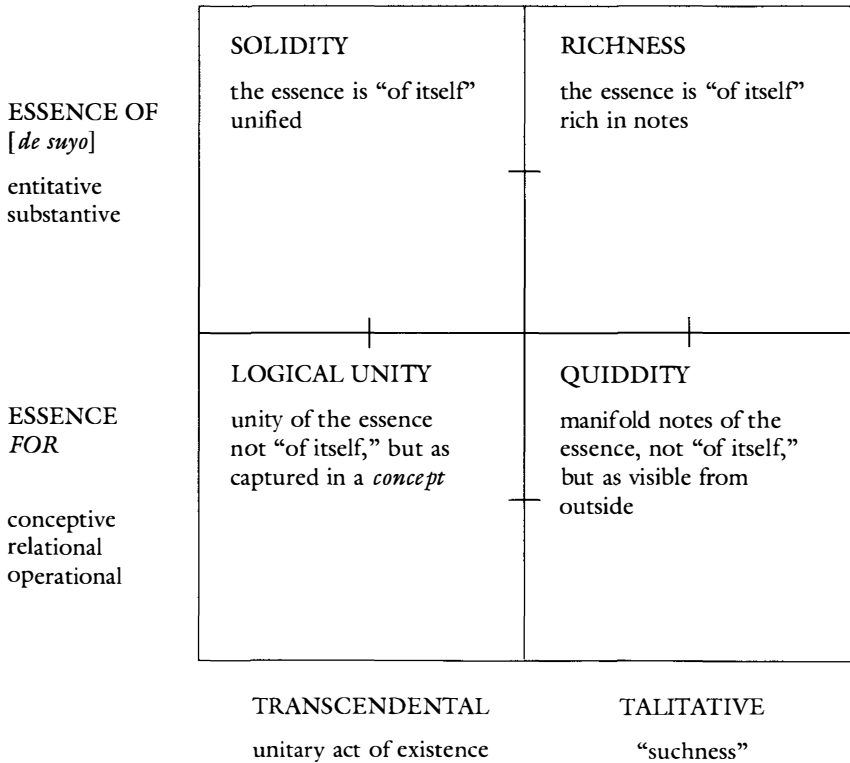 SOLIDITY
the essence is “of itself”
unified
RICHNESS
the essence is “of itself”
rich in notes
ESSENCE OF
[de suyo]
entitative
substantive
LOGICAL UNITY
unity of the essence
not “of itself,” but as
captured in a concept
QUIDDITY
manifold notes of the
essence, not “of itself,”
but as visible from
outside
ESSENCE
FOR
conceptive
relational
operational
TRANSCENDENTAL
unitary act of existence
TALITATIVE
“suchness”